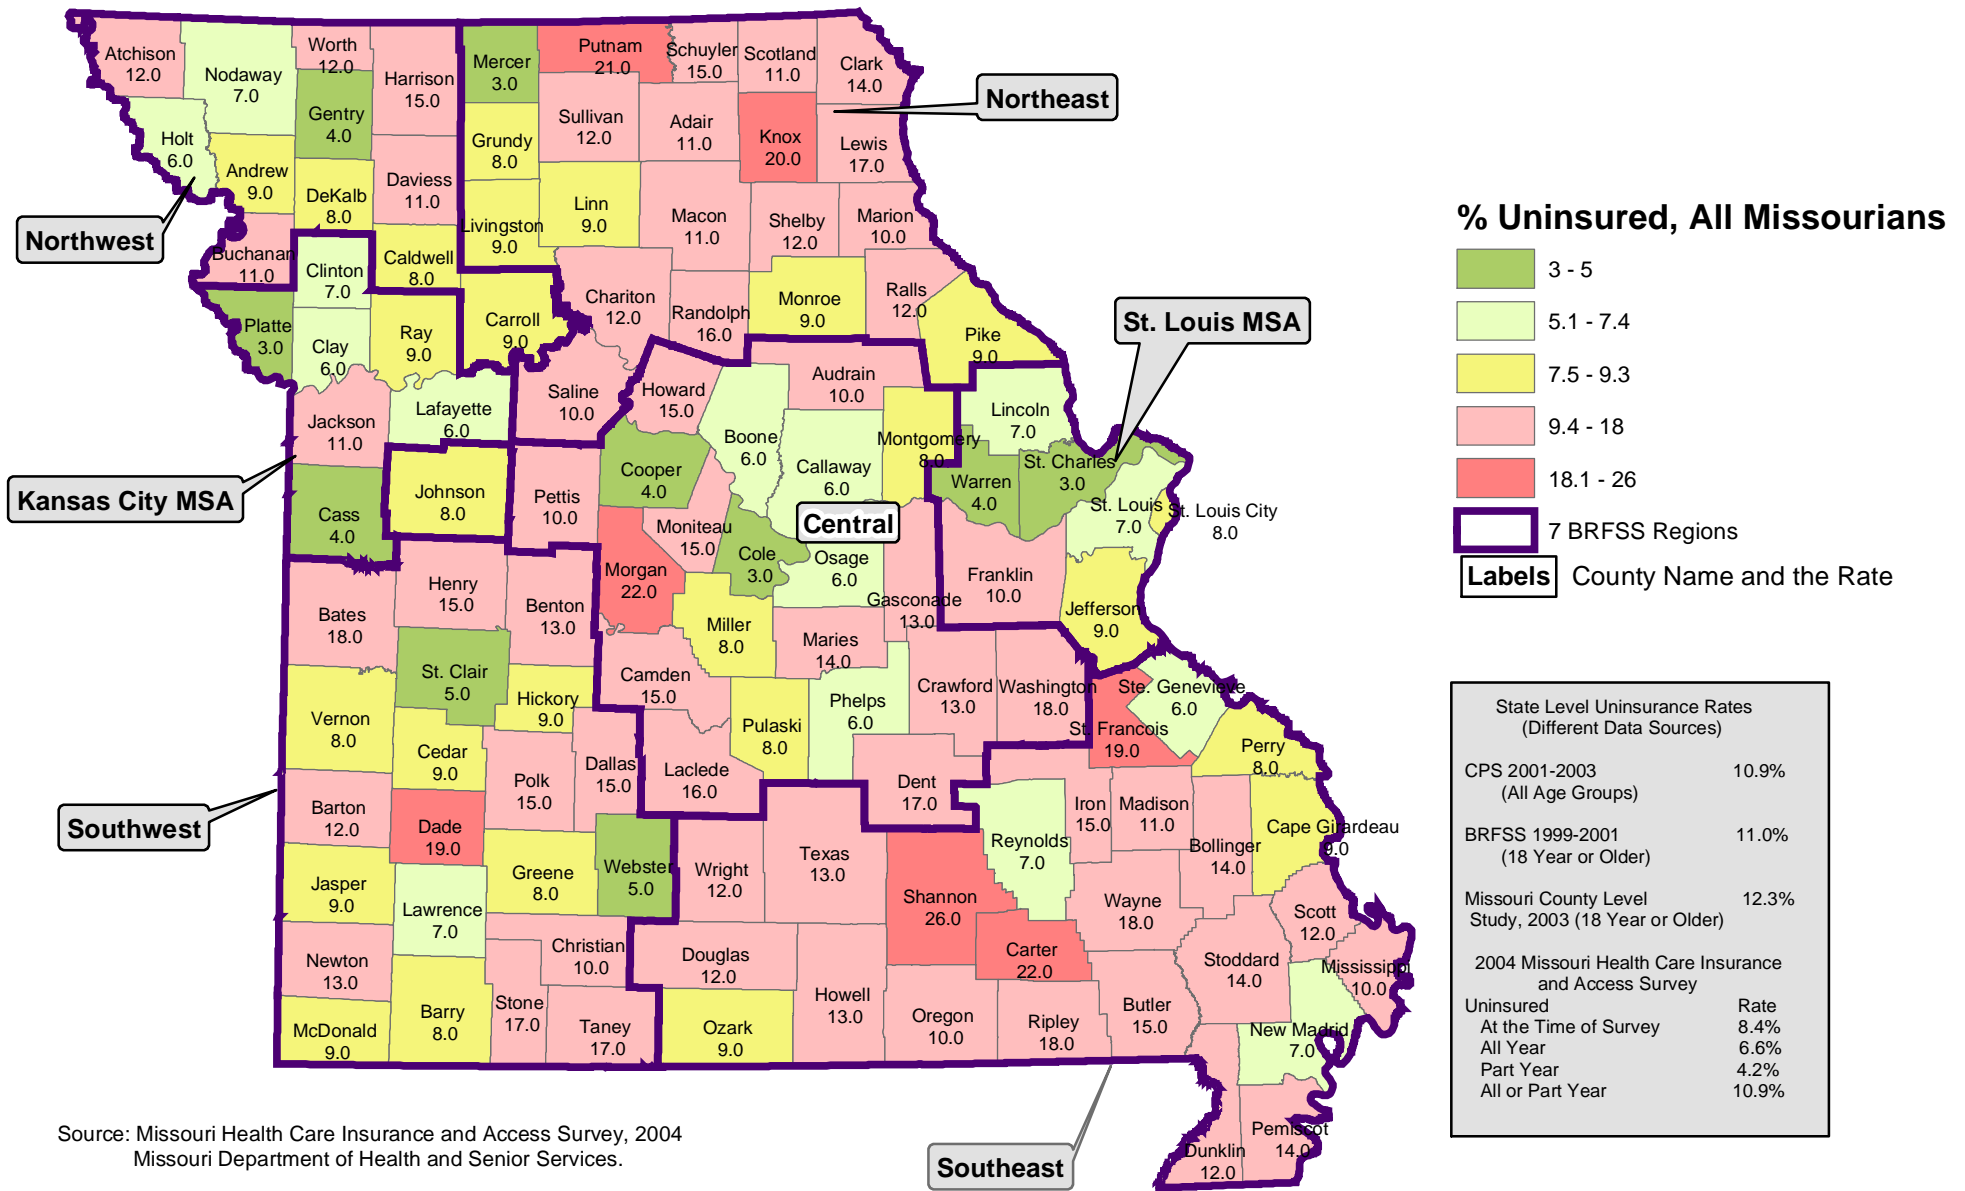 Atchison
12.0
Nodaway
7.0
Worth
12.0
Harrison
15.0
Mercer
3.0
Putnam
21.0
Schuyler
15.0
Scotland
11.0
Clark
14.0
Northeast
Holt
6.0
Gentry
4.0
Andrew
9.0
DeKalb
8.0
Daviess
11.0
Grundy
8.0
Sullivan
12.0
Adair
11.0
Knox
20.0
Lewis
17.0
Northwest
Buchanan
11.0
Clinton
7.0
Caldwell
8.0
Livingston
9.0
Linn
9.0
Macon
11.0
Shelby
12.0
Marion
10.0
Platte
3.0
Clay
6.0
Ray
9.0
Carroll
9.0
Chariton
12.0
Randolph
16.0
Monroe
9.0
Ralls
12.0
Pike
9.0
St. Louis MSA
Jackson
11.0
Lafayette
6.0
Saline
10.0
Howard
15.0
Boone
6.0
Audrain
10.0
Callaway
6.0
Montgomery
8.0
Lincoln
7.0
Warren
4.0
St. Charles
3.0
St. Louis
7.0
St. Louis City
8.0
Kansas City MSA
Cass
4.0
Johnson
8.0
Pettis
10.0
Cooper
4.0
Moniteau
15.0
Central
Cole
3.0
Osage
6.0
Gasconade
13.0
Franklin
10.0
Jefferson
9.0
Bates
18.0
Henry
15.0
Benton
13.0
Morgan
22.0
Miller
8.0
Maries
14.0
St. Clair
5.0
Hickory
9.0
Camden
15.0
Pulaski
8.0
Phelps
6.0
Crawford
13.0
Washington
18.0
Ste. Genevieve
6.0
St. Francois
19.0
Perry
8.0
Vernon
8.0
Cedar
9.0
Polk
15.0
Dallas
15.0
Laclede
16.0
Dent
17.0
Iron
15.0
Madison
11.0
Bollinger
14.0
Cape Girardeau
9.0
Southwest
Barton
12.0
Dade
19.0
Greene
8.0
Webster
5.0
Wright
12.0
Texas
13.0
Shannon
26.0
Reynolds
7.0
Wayne
18.0
Scott
12.0
Jasper
9.0
Lawrence
7.0
Christian
10.0
Douglas
12.0
Howell
13.0
Carter
22.0
Stoddard
14.0
Mississippi
10.0
Newton
13.0
Barry
8.0
Stone
17.0
Taney
17.0
Ozark
9.0
Oregon
10.0
Ripley
18.0
Butler
15.0
New Madrid
7.0
McDonald
9.0
Southeast
Dunklin
12.0
Pemiscot
14.0
% Uninsured, All Missourians
3 - 5
5.1 - 7.4
7.5 - 9.3
9.4 - 18
18.1 - 26
7 BRFSS Regions
Labels County Name and the Rate
State Level Uninsurance Rates
(Different Data Sources)
CPS 2001-2003 10.9%
(All Age Groups)
BRFSS 1999-2001 11.0%
(18 Year or Older)
Missouri County Level 12.3%
Study, 2003 (18 Year or Older)
2004 Missouri Health Care Insurance
and Access Survey
Uninsured Rate
At the Time of Survey 8.4%
All Year 6.6%
Part Year 4.2%
All or Part Year 10.9%
Source: Missouri Health Care Insurance and Access Survey, 2004
Missouri Department of Health and Senior Services.